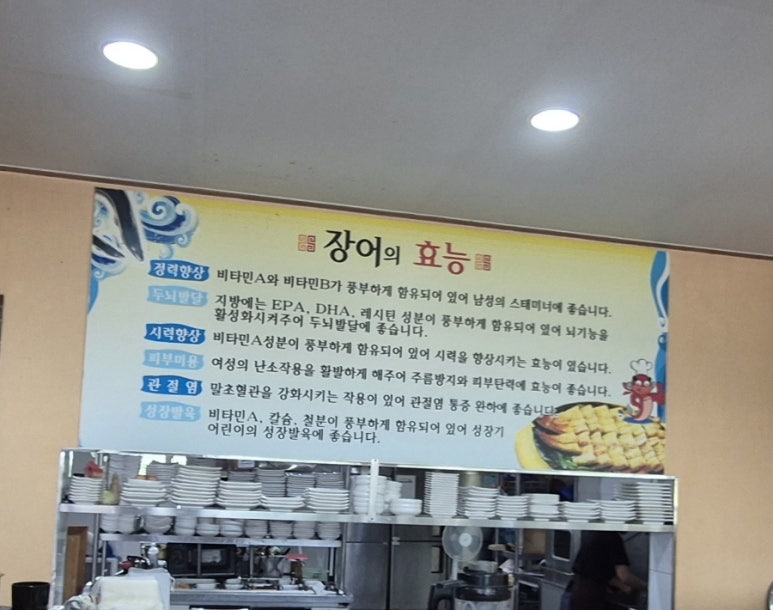 장어의 효능
정력향상 비타민A와 비타민B가 풍부하게 함유되어 있어 남성의 스테미너에 좋습니다.
두뇌발달 지방에는 EPA, DHA, 레시틴 성분이 풍부하게 함유되어 있어 뇌기능을
활성화시켜주어 두뇌발달에 좋습니다.
시력향상 비타민A성분이 풍부하게 함유되어 있어 시력을 향상시키는 효능이 있습니다.
피부미용 여성의 난소작용을 활발하게 해주어 주름방지와 피부탄력에 효능이 좋습니다.
관절염 말초혈관을 강화시키는 작용이 있어 관절염 통증 완하에 좋습니다.
성장발육 비타민A, 칼슘, 철분이 풍부하게 함유되어 있어 성장기
어린이의 성장발육에 좋습니다.